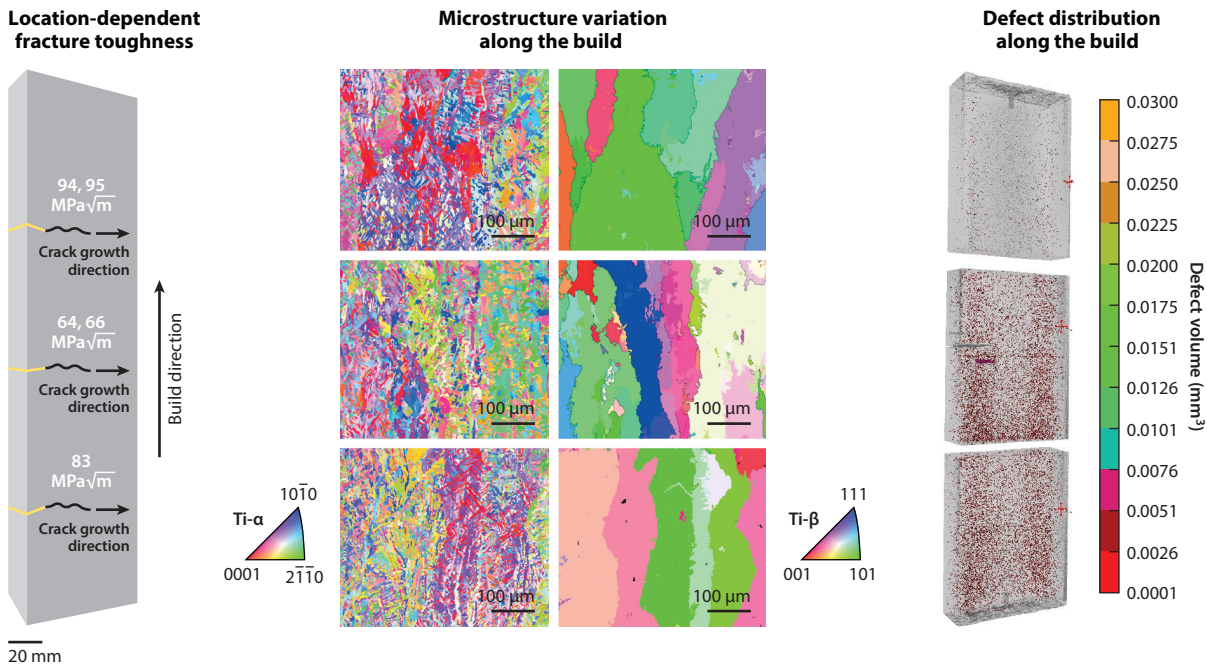 Location-dependent
fracture toughness
94, 95
MPa√m
Crack growth
direction
64, 66
MPa√m
Crack growth
direction
83
MPa√m
Crack growth
direction
Build direction
20 mm
Microstructure variation
along the build
100 µm
100 µm
100 µm
100 µm
100 µm
100 µm
Ti-α
101̅0
0001
21̅1̅0
Ti-β
111
001
101
Defect distribution
along the build
0.0300
0.0275
0.0250
0.0225
0.0200
0.0175
0.0151
0.0126
0.0101
0.0076
0.0051
0.0026
0.0001
Defect volume (mm³)